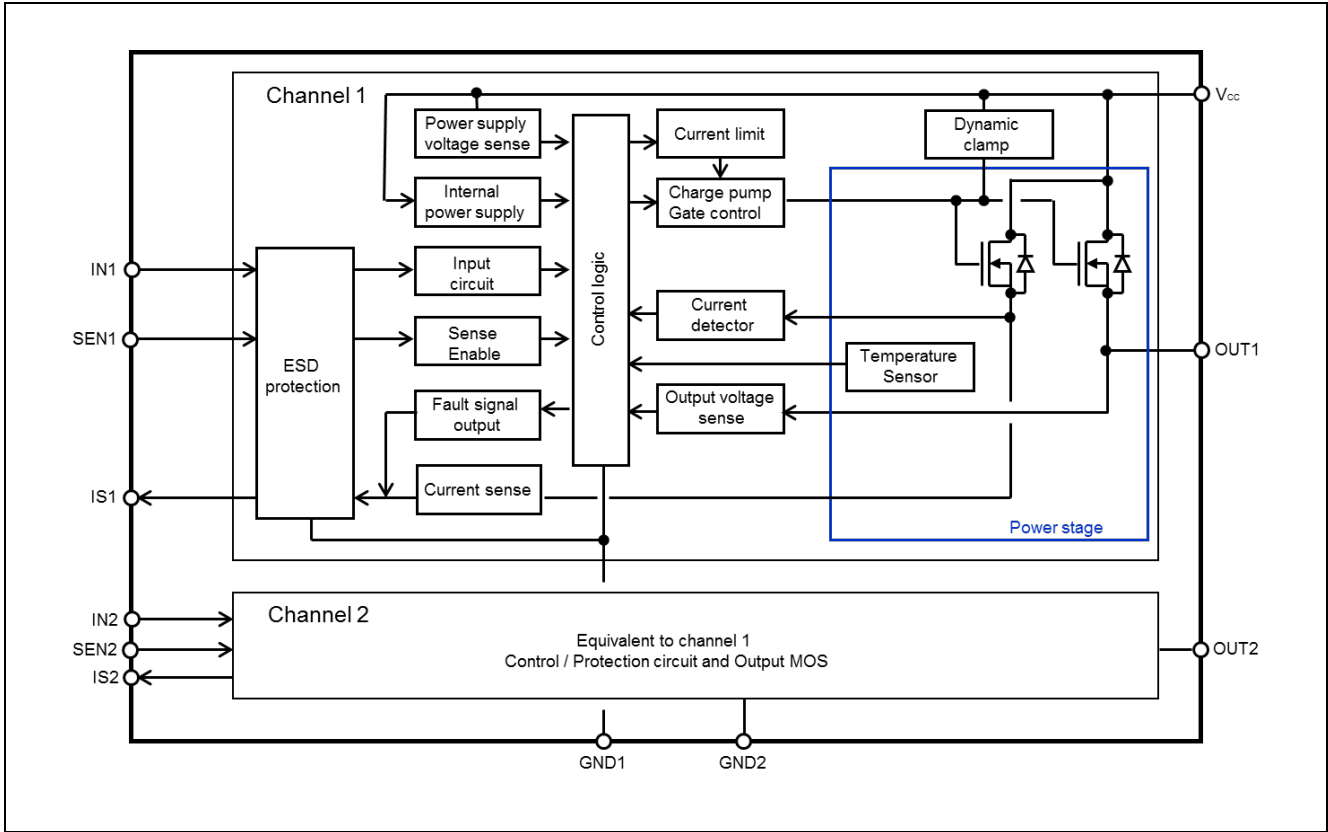 Channel 1
Vcc
Power supply
voltage sense
Current limit
Dynamic
clamp
Internal
power supply
Charge pump
Gate control
IN1
Input
circuit
Control logic
SEN1
Sense
Enable
Current
detector
OUT1
ESD
protection
Temperature
Sensor
Fault signal
output
Output voltage
sense
IS1
Current sense
Power stage
IN2
Channel 2
SEN2
Equivalent to channel 1
Control / Protection circuit and Output MOS
OUT2
IS2
GND1
GND2